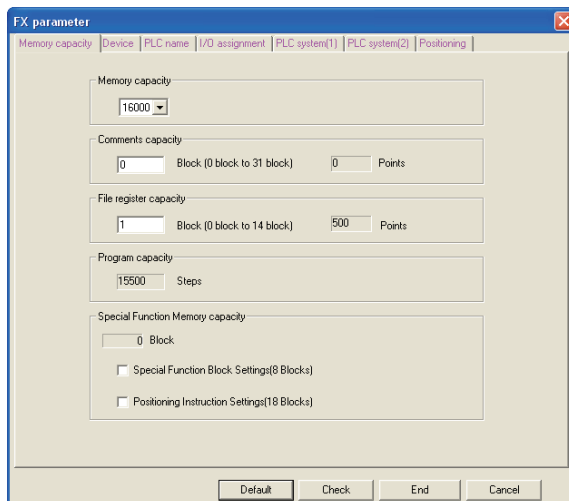 FX parameter
Memory capacity Device PLC name I/O assignment PLC system(1) PLC system(2) Positioning
Memory capacity
16000
Comments capacity
0 Block (0 block to 31 block) 0 Points
File register capacity
1 Block (0 block to 14 block) 500 Points
Program capacity
15500 Steps
Special Function Memory capacity
0 Block
Special Function Block Settings(8 Blocks)
Positioning Instruction Settings(18 Blocks)
Default Check End Cancel